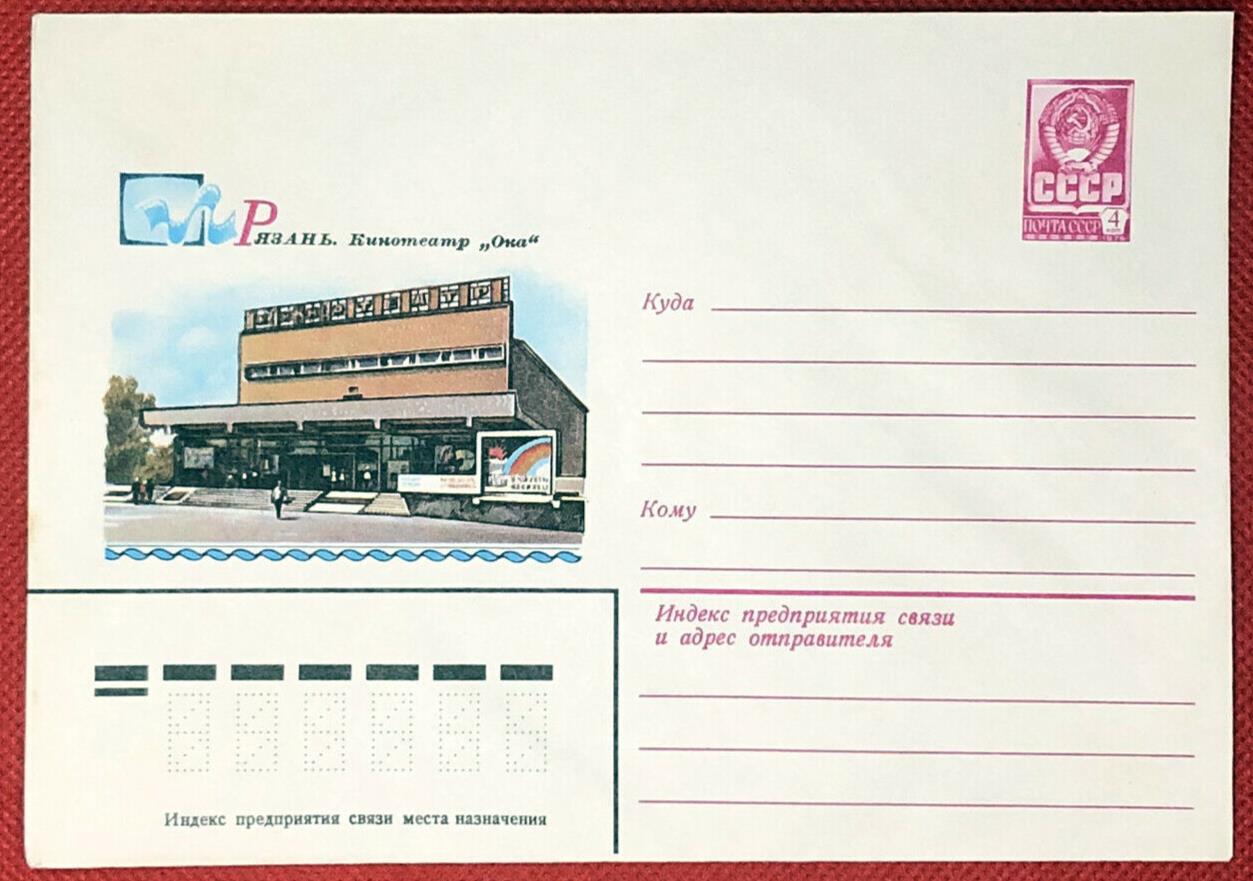 Рязань. Кинотеатр „Ока“
СССР
ПОЧТА СССР
4
коп
Куда
Кому
Индекс предприятия связи
и адрес отправителя
Индекс предприятия связи места назначения